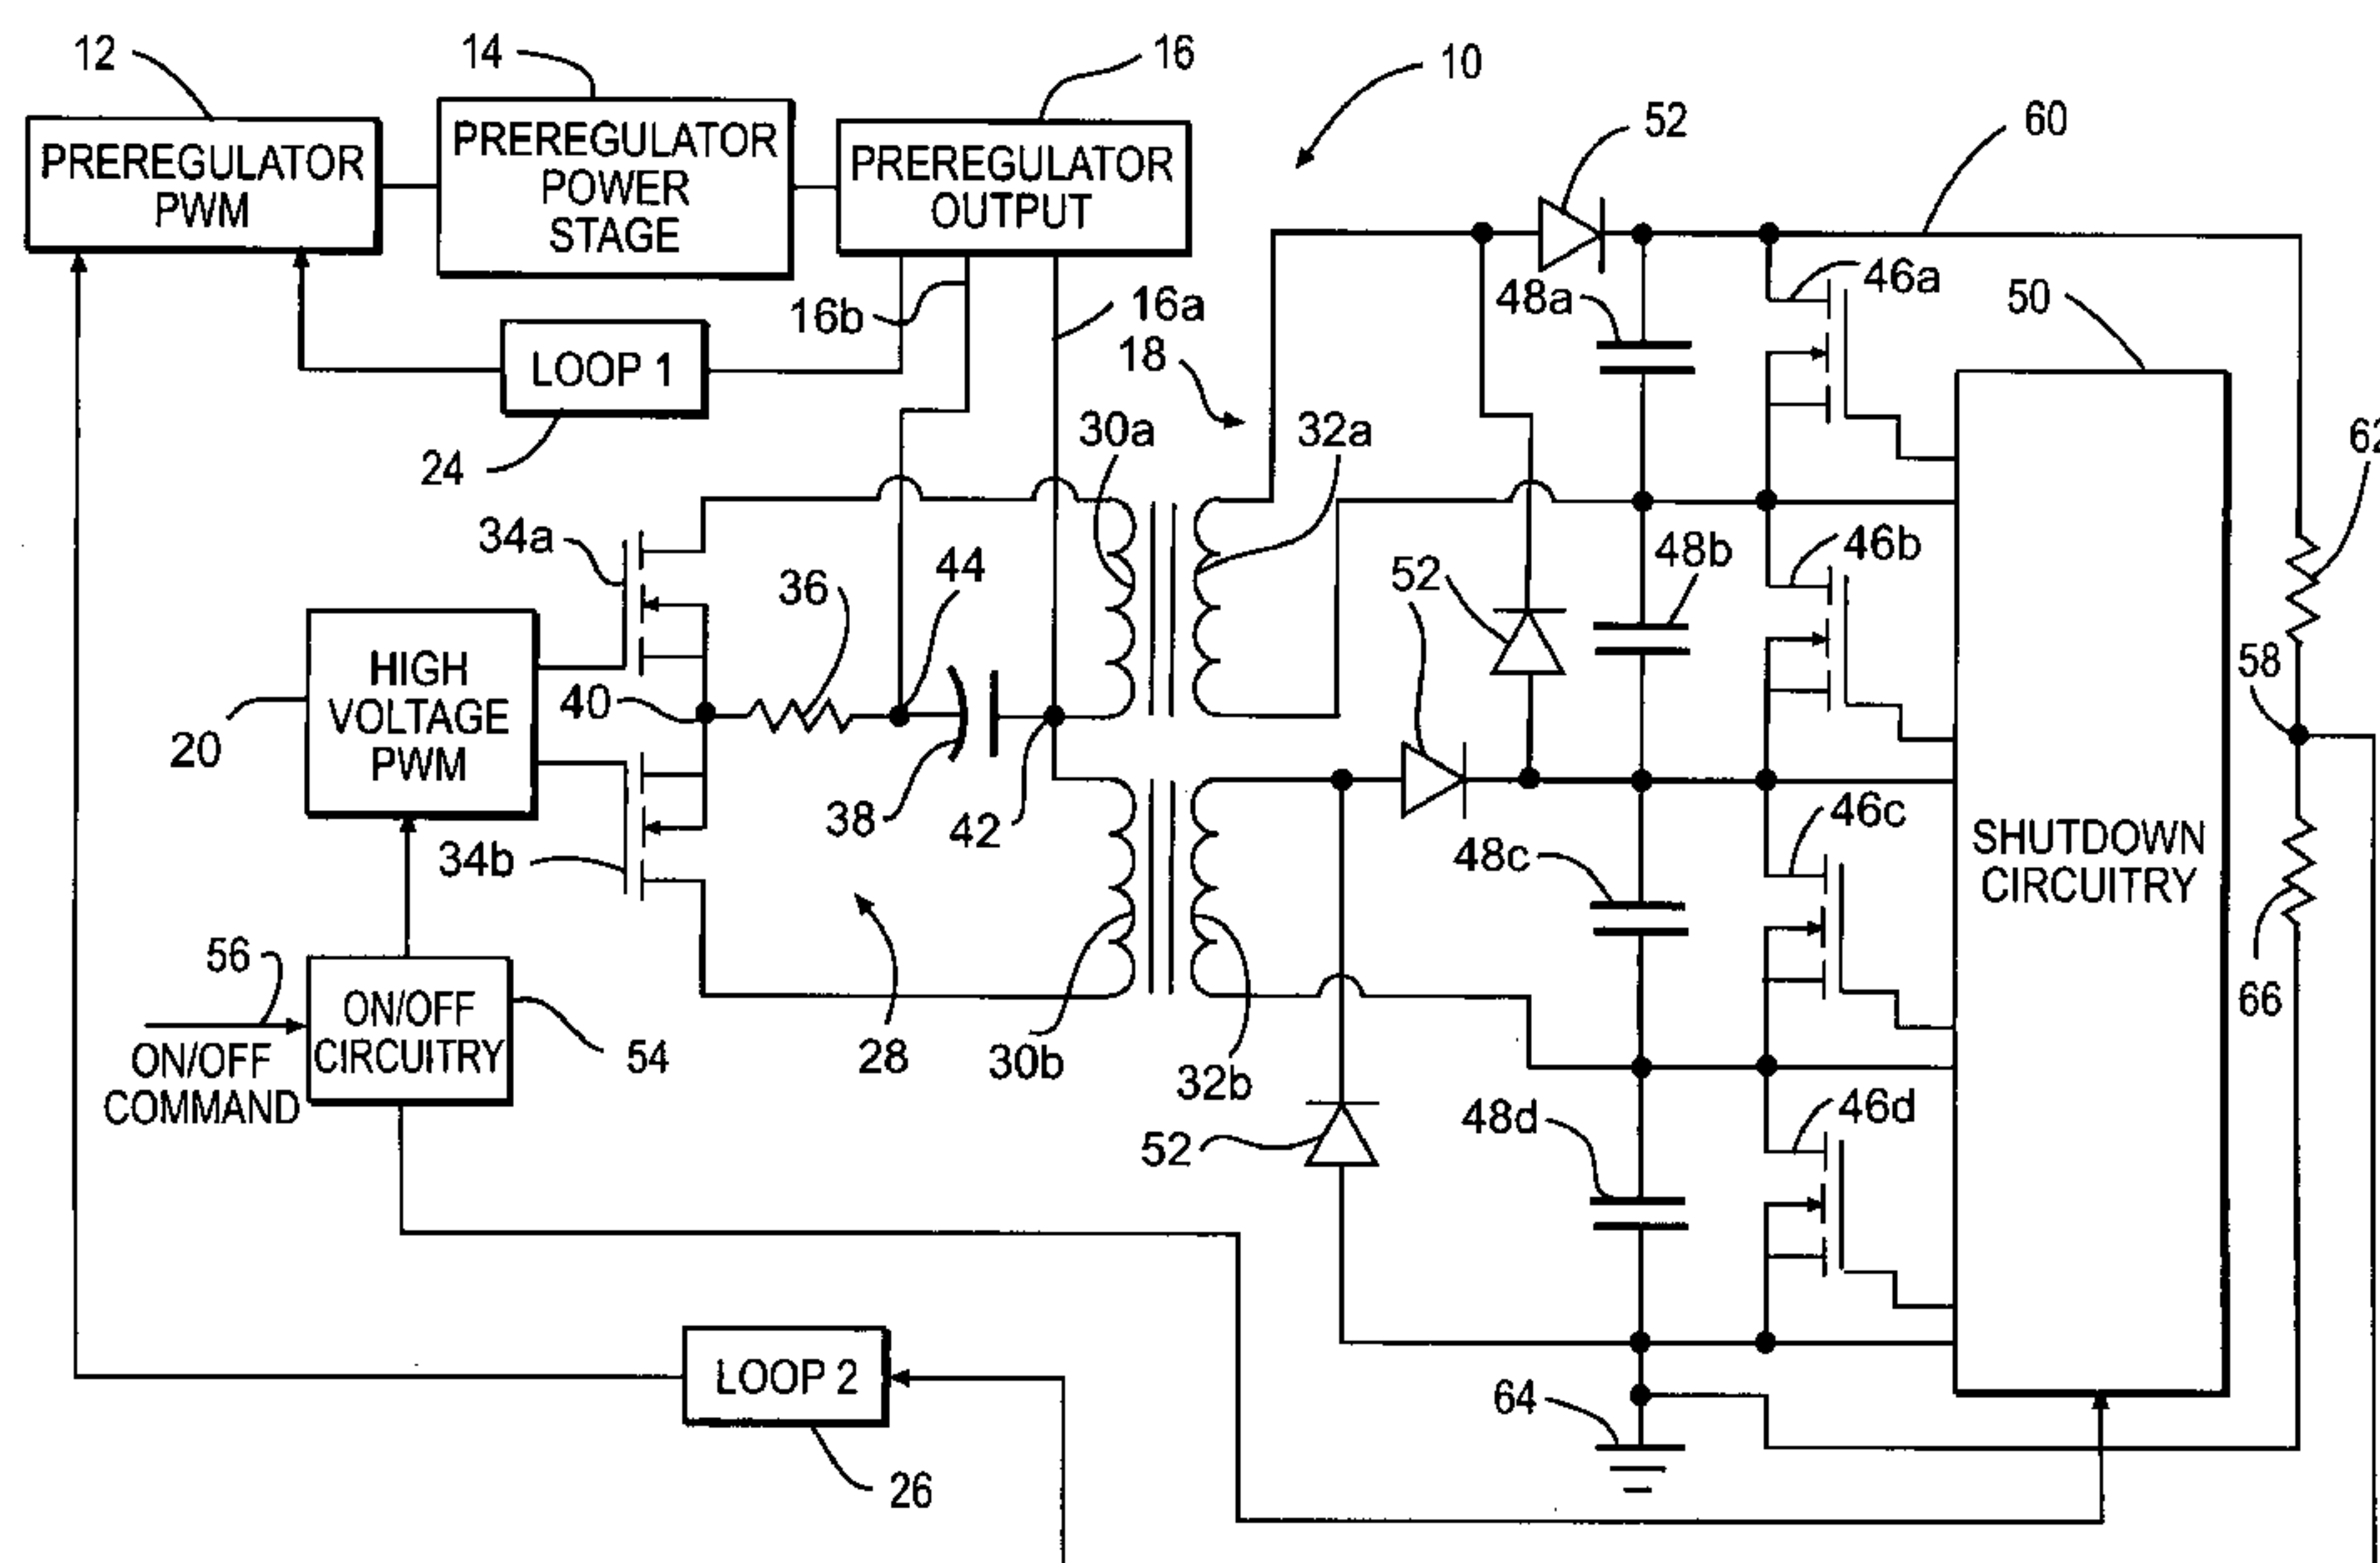 12
14
16
10
52
60
PREREGULATOR
PWM
PREREGULATOR
POWER
STAGE
PREREGULATOR
OUTPUT
46a
50
48a
16b
16a
18
LOOP 1
24
30a
32a
62
34a
44
36
48b
46b
52
58
HIGH
VOLTAGE
PWM
40
20
38
42
34b
48c
46c
SHUTDOWN
CIRCUITRY
56
66
ON/OFF
CIRCUITRY
ON/OFF
COMMAND
54
28
30b
32b
48d
46d
52
LOOP 2
64
26